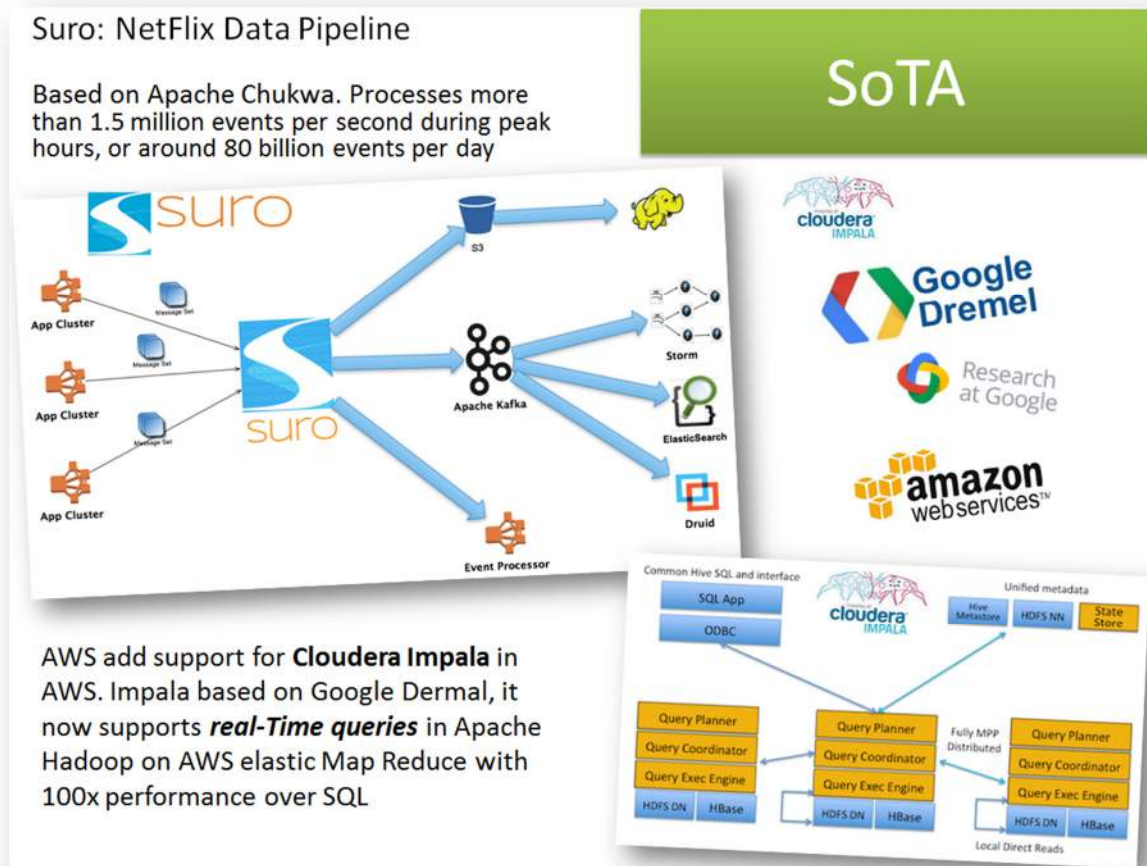 Suro: NetFlix Data Pipeline
SoTA
Based on Apache Chukwa. Processes more
than 1.5 million events per second during peak
hours, or around 80 billion events per day
suro
S3
App Cluster
Message Set
App Cluster
Message Set
App Cluster
Message Set
suro
Apache Kafka
Storm
ElasticSearch
Druid
Event Processor
cloudera
IMPALA
Google
Dremel
Research
at Google
amazon
webservices™
AWS add support for Cloudera Impala in
AWS. Impala based on Google Dermal, it
now supports real-Time queries in Apache
Hadoop on AWS elastic Map Reduce with
100x performance over SQL
Common Hive SQL and interface
SQL App
ODBC
cloudera
IMPALA
Unified metadata
Hive
Metastore
HDFS NN
State
Store
Query Planner
Query Coordinator
Query Exec Engine
HDFS DN
HBase
Query Planner
Query Coordinator
Query Exec Engine
HDFS DN
HBase
Fully MPP
Distributed
Query Planner
Query Coordinator
Query Exec Engine
HDFS DN
HBase
Local Direct Reads